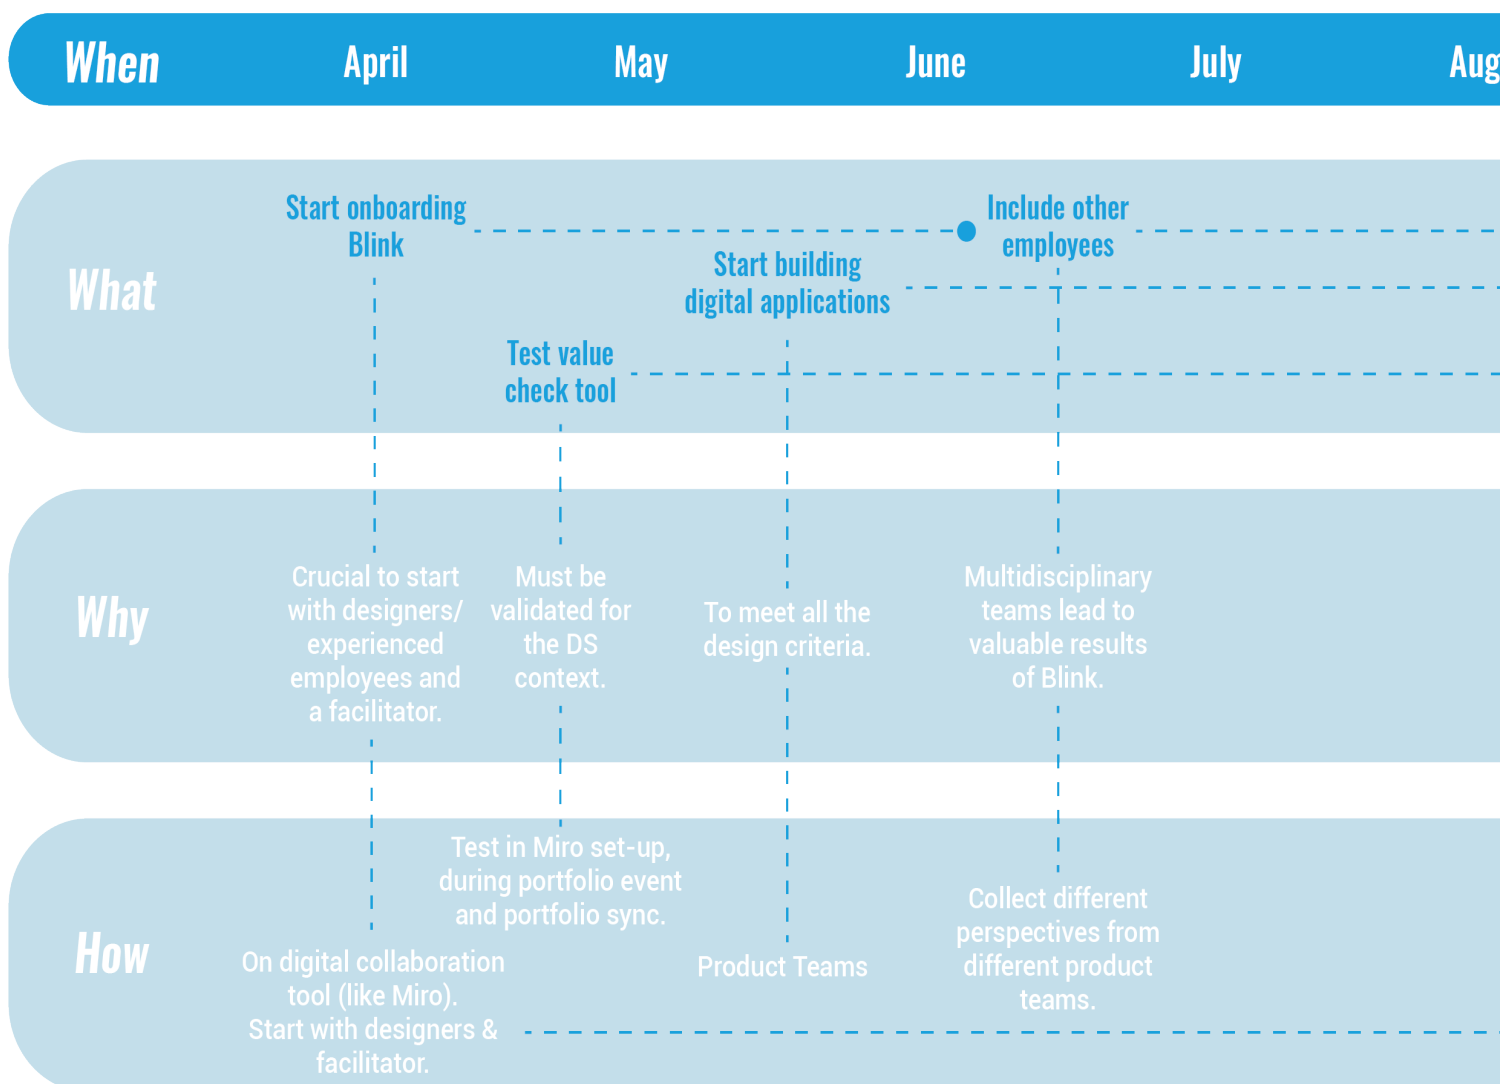 When April May June July Aug
What
Start onboarding
Blink
Include other
employees
Start building
digital applications
Test value
check tool
Why
Crucial to start
with designers/
experienced
employees and
a facilitator.
Must be
validated for
the DS
context.
To meet all the
design criteria.
Multidisciplinary
teams lead to
valuable results
of Blink.
How
On digital collaboration
tool (like Miro).
Start with designers &
facilitator.
Test in Miro set-up,
during portfolio event
and portfolio sync.
Product Teams
Collect different
perspectives from
different product
teams.